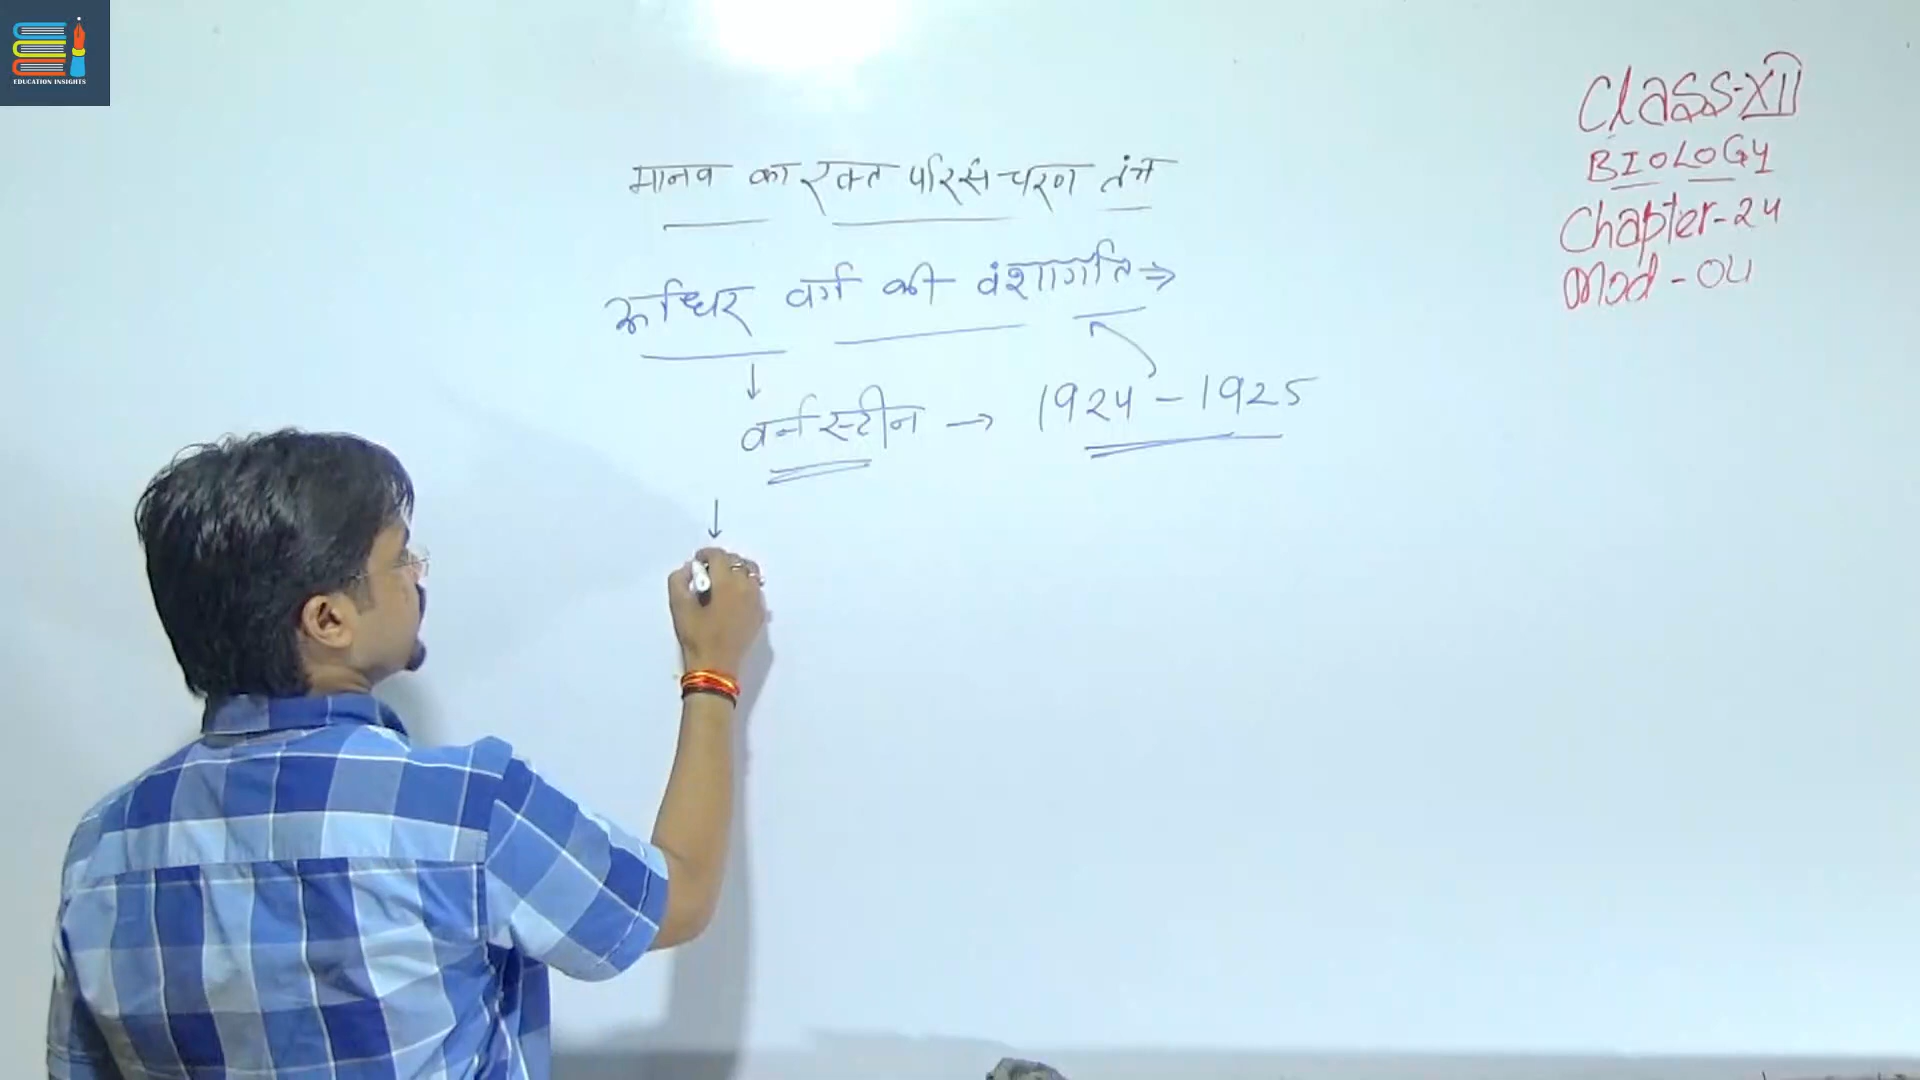 EDUCATION INSIGHTS
मानव का रक्त परिसंचरण तंत्र
रूधिर वर्ग की वंशागति ⇒
↓
वर्नस्टीन → 1924 - 1925
↓
Class-XII
BIOLOGY
Chapter-24
Mod - 04